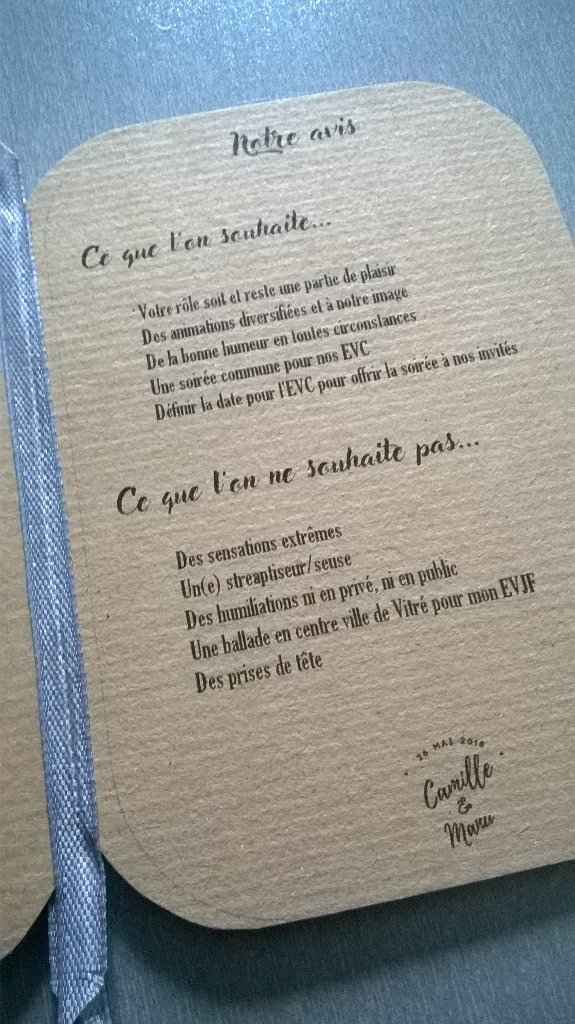 Notre avis
Ce que l'on souhaite...
Votre rôle soit et reste une partie de plaisir
Des animations diversifiées et à notre image
De la bonne humeur en toutes circonstances
Une soirée commune pour nos EVC
Définir la date pour l'EVC pour offrir la soirée à nos invités
Ce que l'on ne souhaite pas...
Des sensations extrêmes
Un(e) streaptiseur/seuse
Des humiliations ni en privé, ni en public
Une ballade en centre ville de Vitré pour mon EVJF
Des prises de tête
26 MAI 2018
Camille
&
Manu